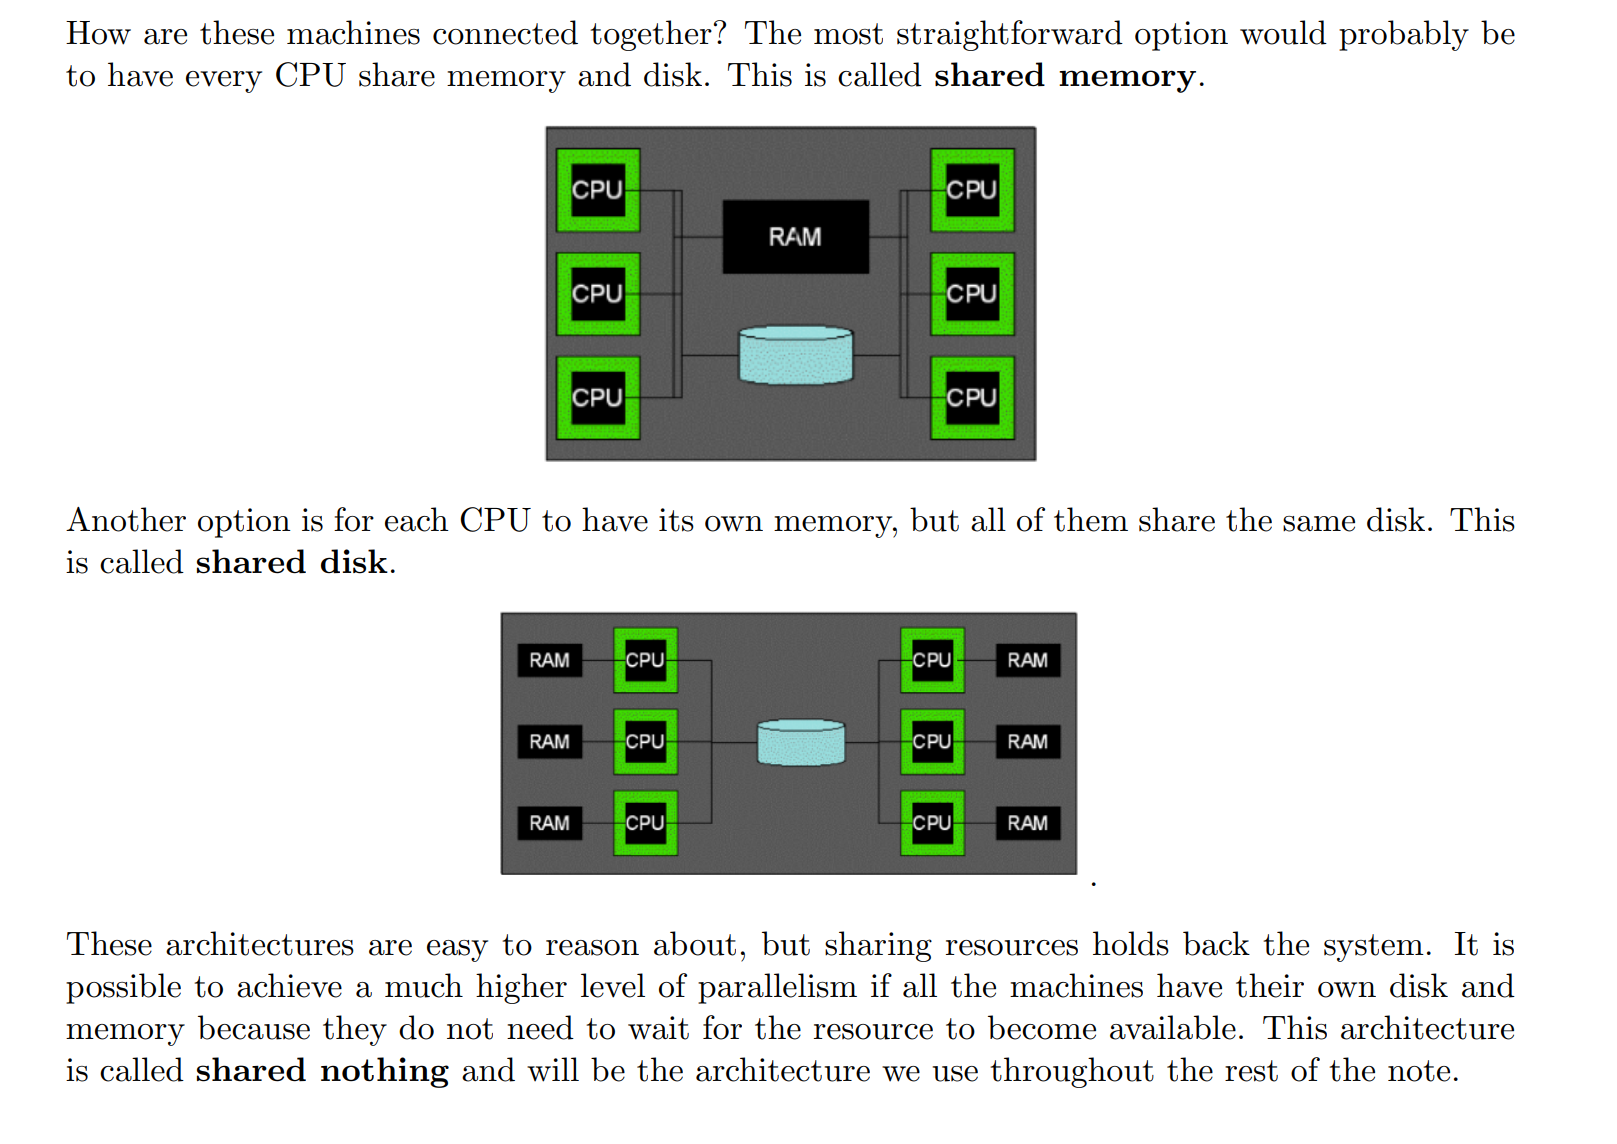 How are these machines connected together? The most straightforward option would probably be
to have every CPU share memory and disk. This is called shared memory.
CPU CPU
RAM
CPU CPU
CPU CPU
Another option is for each CPU to have its own memory, but all of them share the same disk. This
is called shared disk.
RAM CPU CPU RAM
RAM CPU CPU RAM
RAM CPU CPU RAM
.
These architectures are easy to reason about, but sharing resources holds back the system. It is
possible to achieve a much higher level of parallelism if all the machines have their own disk and
memory because they do not need to wait for the resource to become available. This architecture
is called shared nothing and will be the architecture we use throughout the rest of the note.